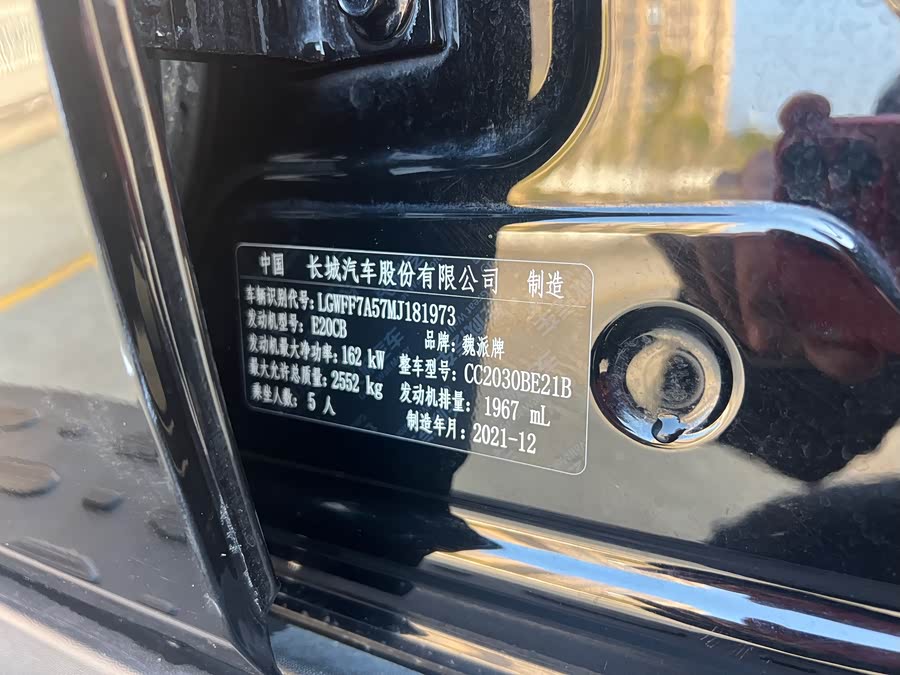 中国 长城汽车股份有限公司 制造
车辆识别代号: LGWFF7A57MJ181973
发动机型号: E20CB 品牌: 魏派牌
发动机最大净功率: 162 kW 整车型号: CC2030BE21B
最大允许总质量: 2552 kg 发动机排量: 1967 mL
乘坐人数: 5 人 制造年月: 2021-12